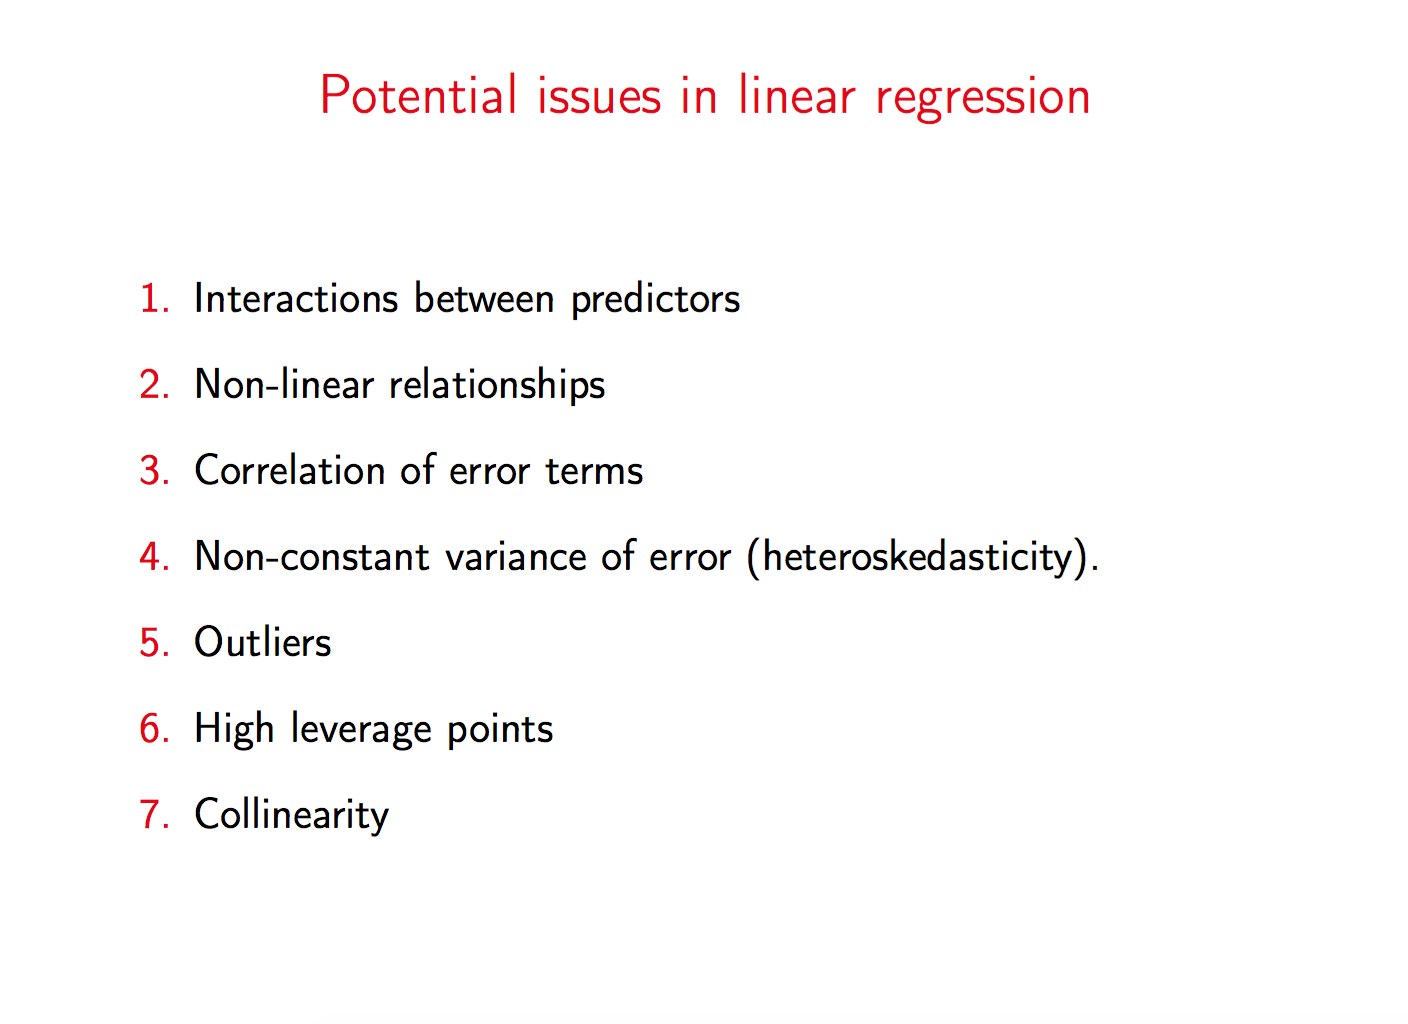 Potential issues in linear regression
1. Interactions between predictors
2. Non-linear relationships
3. Correlation of error terms
4. Non-constant variance of error (heteroskedasticity).
5. Outliers
6. High leverage points
7. Collinearity